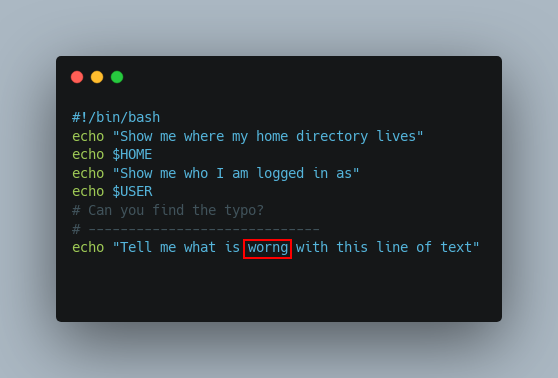 #!/bin/bash
echo "Show me where my home directory lives"
echo $HOME
echo "Show me who I am logged in as"
echo $USER
# Can you find the typo?
# -----------------------------
echo "Tell me what is worng with this line of text"